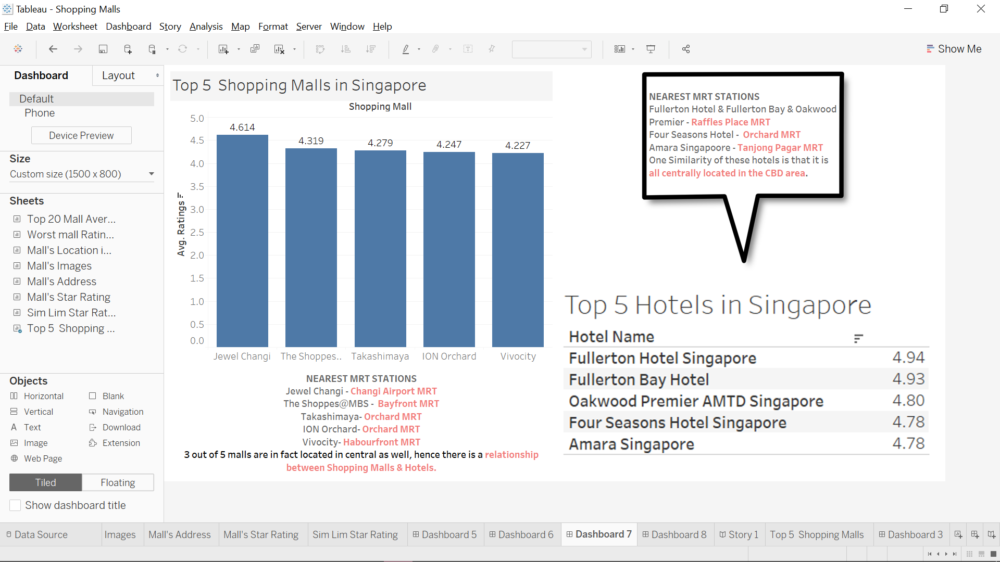 Tableau - Shopping Malls
File Data Worksheet Dashboard Story Analysis Map Format Server Window Help
Show Me
Dashboard Layout
Default
Phone
Device Preview
Size
Custom size (1500 x 800)
Sheets
Top 20 Mall Aver...
Worst mall Ratin...
Mall's Location i...
Mall's Images
Mall's Address
Mall's Star Rating
Sim Lim Star Rat...
Top 5 Shopping ...
Objects
Horizontal Blank
Vertical Navigation
Text Download
Image Extension
Web Page
Tiled Floating
Show dashboard title
Top 5 Shopping Malls in Singapore
Shopping Mall
Avg. Ratings
5.0
4.5
4.0
3.5
3.0
2.5
2.0
1.5
1.0
0.5
0.0
4.614 4.319 4.279 4.247 4.227
Jewel Changi The Shoppes.. Takashimaya ION Orchard Vivocity
NEAREST MRT STATIONS
Jewel Changi - Changi Airport MRT
The Shoppes@MBS - Bayfront MRT
Takashimaya- Orchard MRT
ION Orchard- Orchard MRT
Vivocity- Habourfront MRT
3 out of 5 malls are in fact located in central as well, hence there is a relationship
between Shopping Malls & Hotels.
NEAREST MRT STATIONS
Fullerton Hotel & Fullerton Bay & Oakwood
Premier - Raffles Place MRT
Four Seasons Hotel - Orchard MRT
Amara Singapoore - Tanjong Pagar MRT
One Similarity of these hotels is that it is
all centrally located in the CBD area.
Top 5 Hotels in Singapore
Hotel Name
Fullerton Hotel Singapore 4.94
Fullerton Bay Hotel 4.93
Oakwood Premier AMTD Singapore 4.80
Four Seasons Hotel Singapore 4.78
Amara Singapore 4.78
Data Source Images Mall's Address Mall's Star Rating Sim Lim Star Rating Dashboard 5 Dashboard 6 Dashboard 7 Dashboard 8 Story 1 Top 5 Shopping Malls Dashboard 3